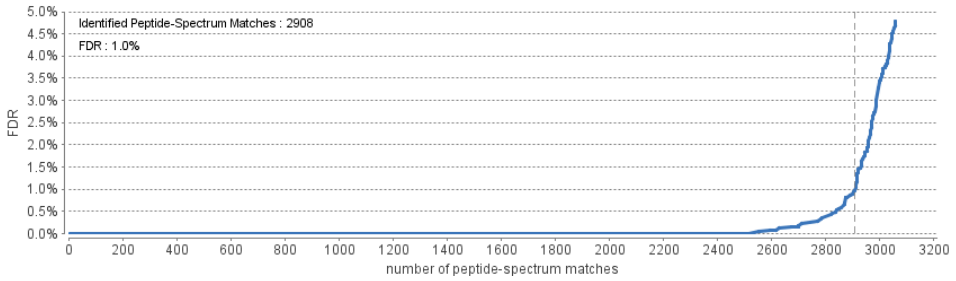 5.0%
Identified Peptide-Spectrum Matches : 2908
4.5%
FDR : 1.0%
4.0%
3.5%
3.0%
2.5%
2.0%
1.5%
1.0%
0.5%
0.0%
FDR
0 200 400 600 800 1000 1200 1400 1600 1800 2000 2200 2400 2600 2800 3000 3200
number of peptide-spectrum matches